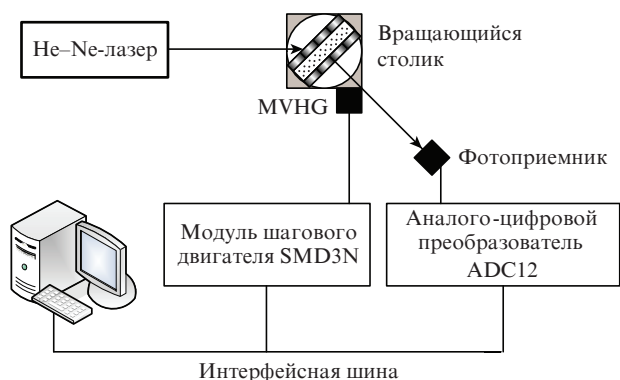 He–Ne-лазер
Вращающийся
столик
MVHG
Фотоприемник
Модуль шагового
двигателя SMD3N
Аналого-цифровой
преобразователь
ADC12
Интерфейсная шина